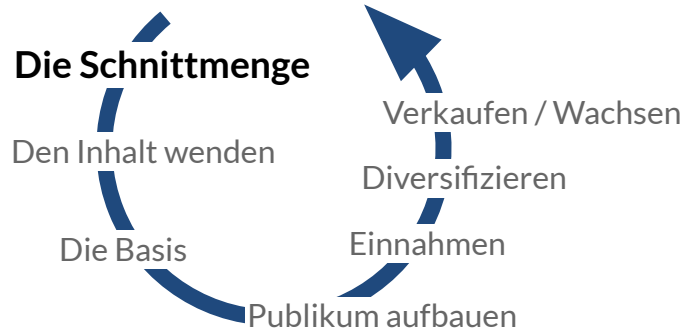 Die Schnittmenge
Den Inhalt wenden
Die Basis
Publikum aufbauen
Einnahmen
Diversifizieren
Verkaufen / Wachsen